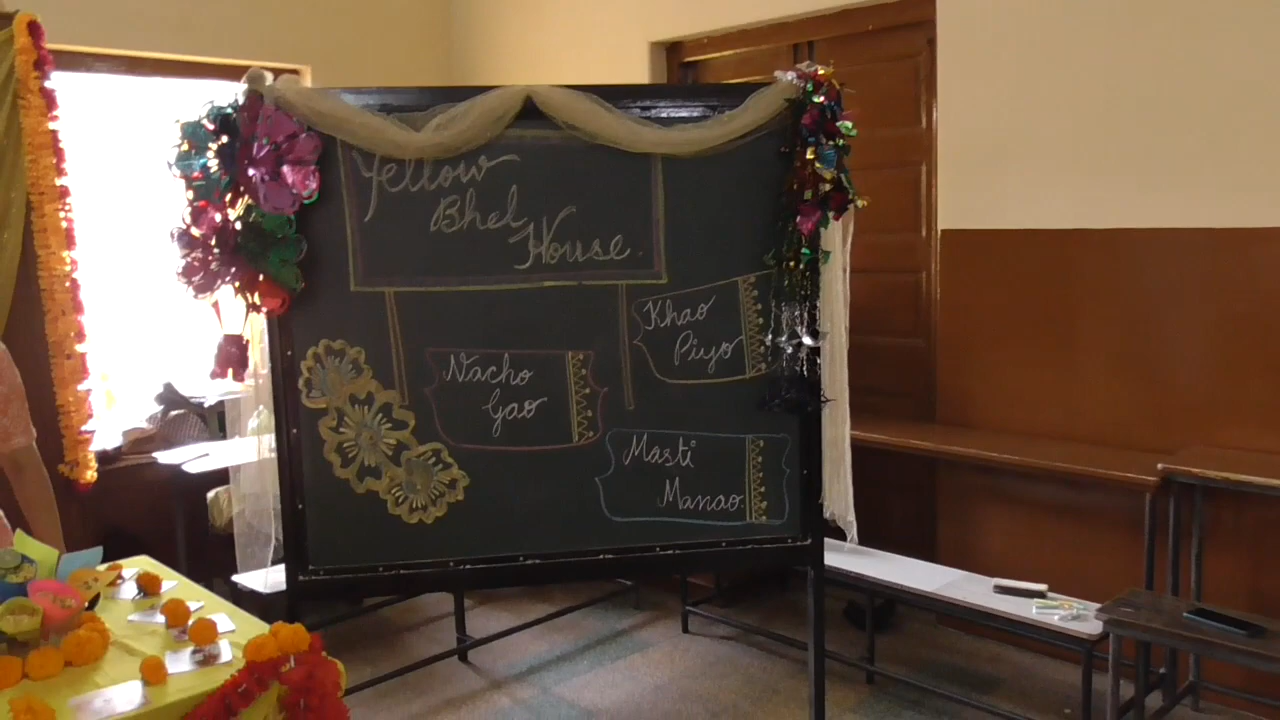 Yellow
Bhel
House.
Khao
Piyo
Nacho
Gao
Masti
Manao.